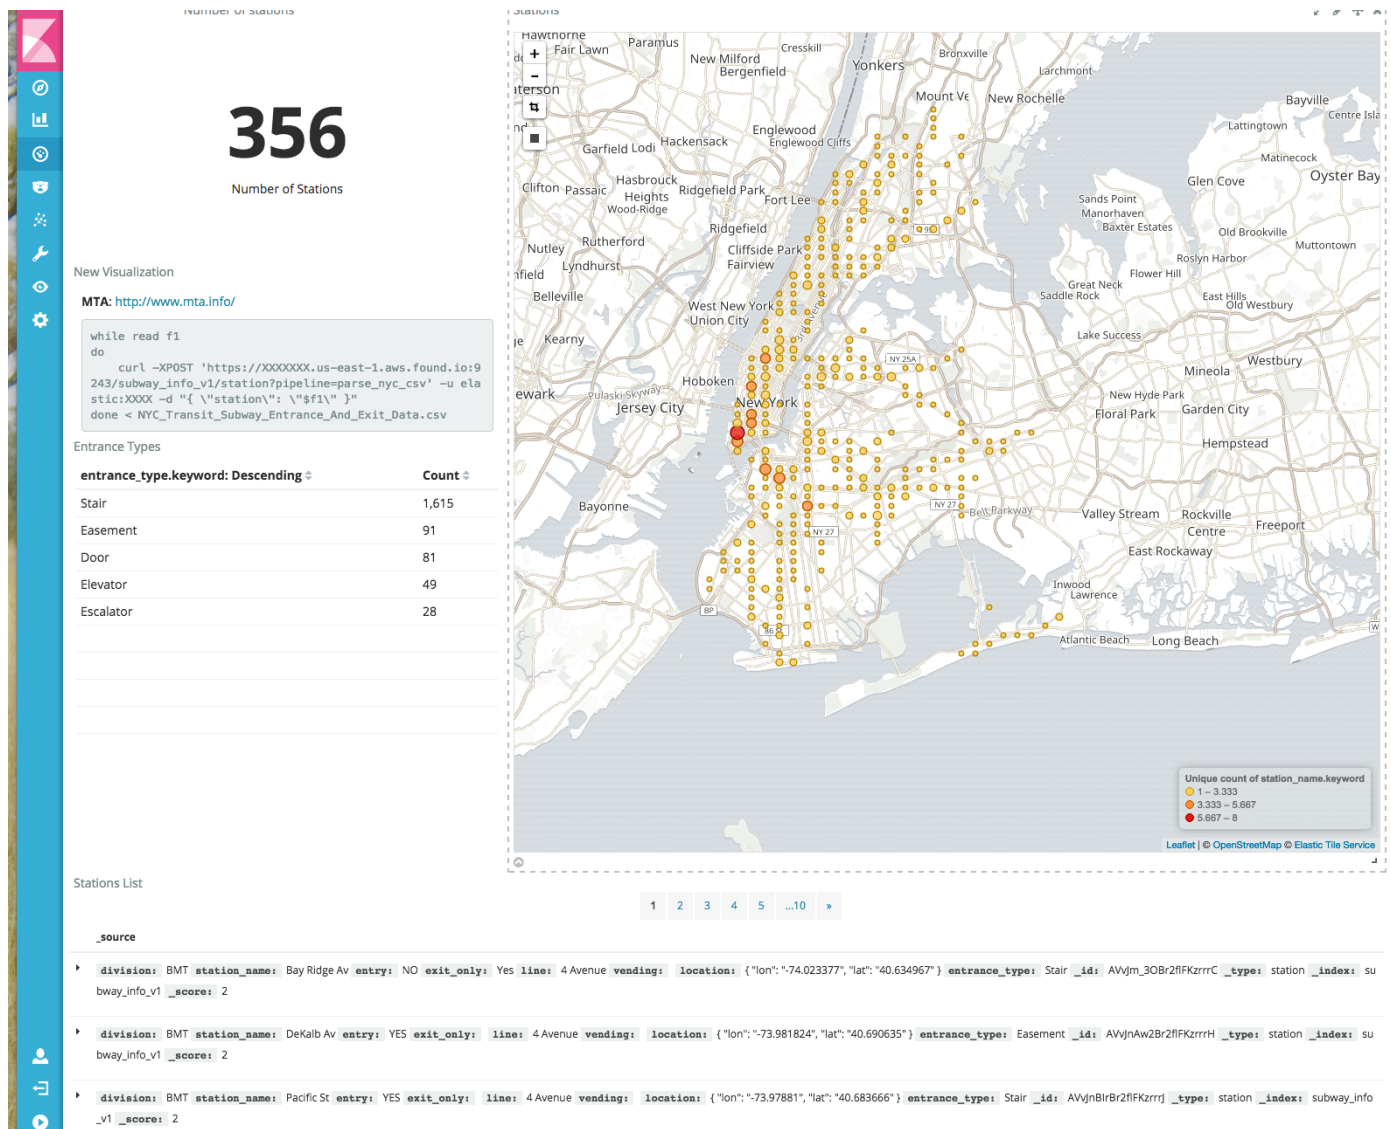 Number of stations
356
Number of Stations
New Visualization
MTA: http://www.mta.info/
while read f1
do
curl -XPOST 'https://XXXXXXX.us-east-1.aws.found.io:9
243/subway_info_v1/station?pipeline=parse_nyc_csv' -u ela
stic:XXXX -d "{ \"station\": \"$f1\" }"
done < NYC_Transit_Subway_Entrance_And_Exit_Data.csv
Entrance Types
entrance_type.keyword: Descending Count
Stair 1,615
Easement 91
Door 81
Elevator 49
Escalator 28
Stations
+
−
Hawthorne
Fair Lawn
Paramus
New Milford
Bergenfield
Cresskill
Yonkers
Bronxville
Larchmont
Mount Ve
New Rochelle
Bayville
Centre Isla
Lattingtown
Matinecock
Oyster Bay
Glen Cove
Englewood
Englewood Cliffs
Garfield
Lodi
Hackensack
Clifton
Passaic
Hasbrouck
Heights
Wood-Ridge
Ridgefield Park
Fort Lee
Sands Point
Manorhaven
Baxter Estates
Old Brookville
Muttontown
Roslyn Harbor
Flower Hill
Ridgefield
Nutley
Rutherford
Cliffside Park
Fairview
Lyndhurst
nfield
Belleville
Great Neck
Saddle Rock
East Hills
Old Westbury
West New York
Union City
3rd Avenue
Kearny
Lake Success
Westbury
NY 25A
Mineola
Hoboken
Pulaski Skyway
ewark
Jersey City
New York
New Hyde Park
Floral Park
Garden City
Hempstead
Bayonne
NY 27
Belt Parkway
Valley Stream
Rockville
Centre
Freeport
NY 27
East Rockaway
Inwood
Lawrence
BP
86 St
Atlantic Beach
Long Beach
Unique count of station_name.keyword
1 – 3.333
3.333 – 5.667
5.667 – 8
Leaflet | © OpenStreetMap © Elastic Tile Service
Stations List
1 2 3 4 5 ...10 »
_source
division: BMT station_name: Bay Ridge Av entry: NO exit_only: Yes line: 4 Avenue vending: location: { "lon": "-74.023377", "lat": "40.634967" } entrance_type: Stair _id: AVvJm_3OBr2flFKzrrrC _type: station _index: su
bway_info_v1 _score: 2
division: BMT station_name: DeKalb Av entry: YES exit_only: line: 4 Avenue vending: location: { "lon": "-73.981824", "lat": "40.690635" } entrance_type: Easement _id: AVvJnAw2Br2flFKzrrrH _type: station _index: su
bway_info_v1 _score: 2
division: BMT station_name: Pacific St entry: YES exit_only: line: 4 Avenue vending: location: { "lon": "-73.97881", "lat": "40.683666" } entrance_type: Stair _id: AVvJnBIrBr2flFKzrrrJ _type: station _index: subway_info
_v1 _score: 2